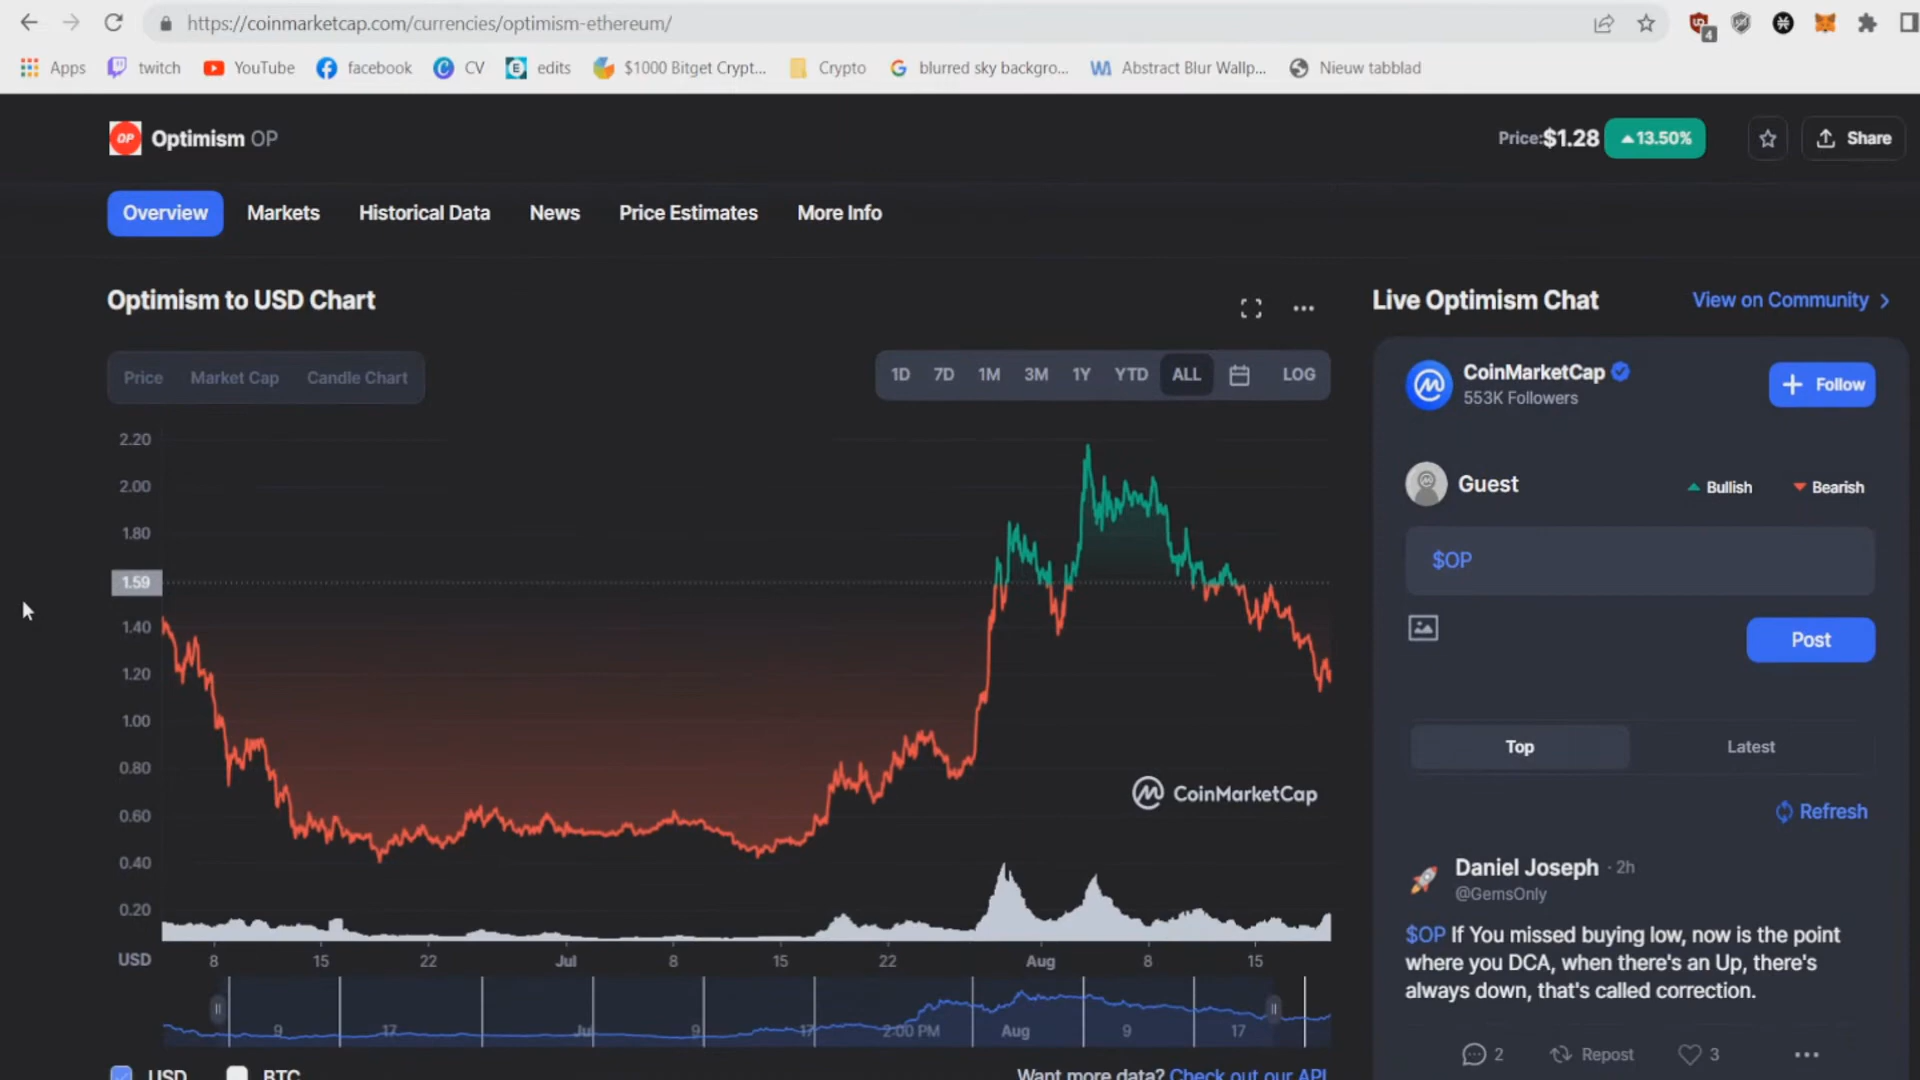 https://coinmarketcap.com/currencies/optimism-ethereum/
4
Apps twitch YouTube facebook CV edits $1000 Bitget Crypt... Crypto blurred sky backgro... Abstract Blur Wallp... Nieuw tabblad
OP Optimism OP
Price:$1.28 13.50% Share
Overview Markets Historical Data News Price Estimates More Info
Optimism to USD Chart
Price Market Cap Candle Chart
1D 7D 1M 3M 1Y YTD ALL LOG
2.20
2.00
1.80
1.59
1.40
1.20
1.00
0.80
0.60
0.40
0.20
CoinMarketCap
USD 8 15 22 Jul 8 15 22 Aug 8 15
9 17 Jul 9 17 2:00 PM Aug 9 17
USD BTC
Want more data? Check out our API
Live Optimism Chat View on Community
CoinMarketCap
553K Followers
Follow
Guest Bullish Bearish
$OP
Post
Top Latest
Refresh
Daniel Joseph · 2h
@GemsOnly
$OP If You missed buying low, now is the point
where you DCA, when there's an Up, there's
always down, that's called correction.
2 Repost 3